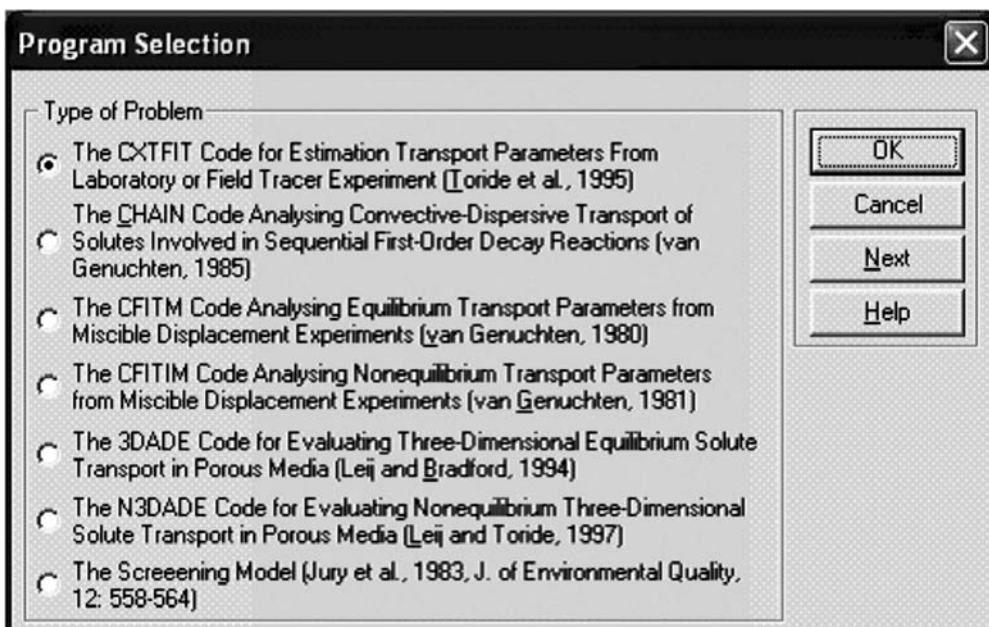 Program Selection
Type of Problem
The CXTFIT Code for Estimation Transport Parameters From
Laboratory or Field Tracer Experiment (Toride et al., 1995)
The CHAIN Code Analysing Convective-Dispersive Transport of
Solutes Involved in Sequential First-Order Decay Reactions (van
Genuchten, 1985)
The CFITM Code Analysing Equilibrium Transport Parameters from
Miscible Displacement Experiments (van Genuchten, 1980)
The CFITIM Code Analysing Nonequilibrium Transport Parameters
from Miscible Displacement Experiments (van Genuchten, 1981)
The 3DADE Code for Evaluating Three-Dimensional Equilibrium Solute
Transport in Porous Media (Leij and Bradford, 1994)
The N3DADE Code for Evaluating Nonequilibrium Three-Dimensional
Solute Transport in Porous Media (Leij and Toride, 1997)
The Screeening Model (Jury et al., 1983, J. of Environmental Quality,
12: 558-564)
OK
Cancel
Next
Help